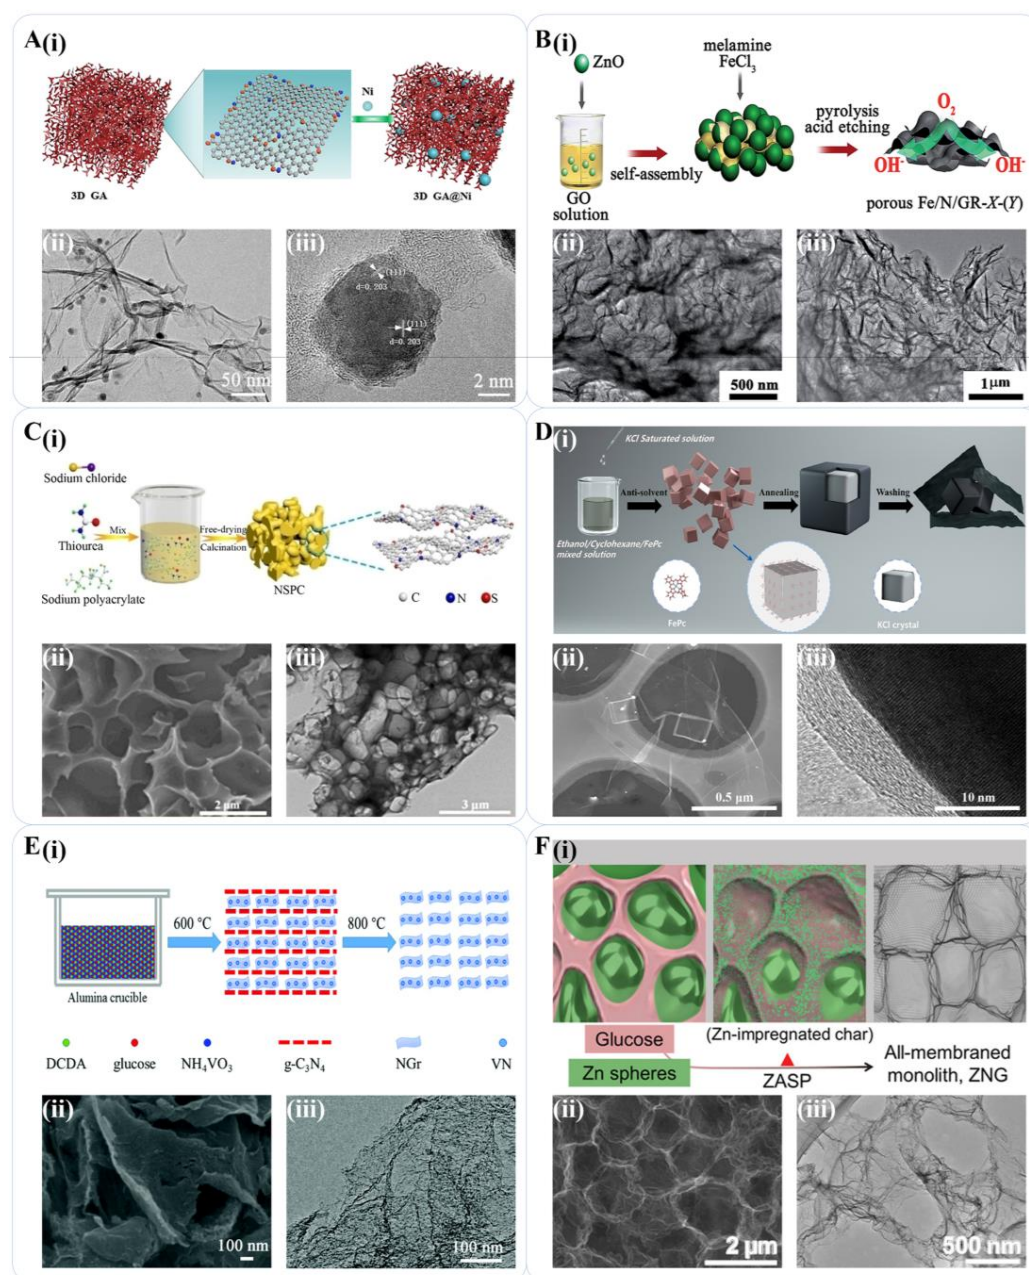 A (i)
Ni
3D GA
3D GA@Ni
(ii)
50 nm
(iii)
(111)
d=0.203
(111)
d=0.203
2 nm
B (i)
ZnO
GO
solution
self-assembly
melamine
FeCl3
pyrolysis
acid etching
O2
OH-
OH-
porous Fe/N/GR-X-(Y)
(ii)
500 nm
(iii)
1μm
C (i)
Sodium chloride
Thiourea
Sodium polyacrylate
Mix
Free-drying
Calcination
NSPC
C
N
S
(ii)
2 μm
(iii)
3 μm
D (i)
KCl Saturated solution
Anti-solvent
Annealing
Washing
Ethanol/Cyclohexane/FePc
mixed solution
FePc
KCl crystal
(ii)
0.5 μm
(iii)
10 nm
E (i)
600 °C
800 °C
Alumina crucible
DCDA
glucose
NH4VO3
g-C3N4
NGr
VN
(ii)
100 nm
(iii)
100 nm
F (i)
Glucose
Zn spheres
(Zn-impregnated char)
ZASP
All-membraned
monolith, ZNG
(ii)
2 μm
(iii)
500 nm